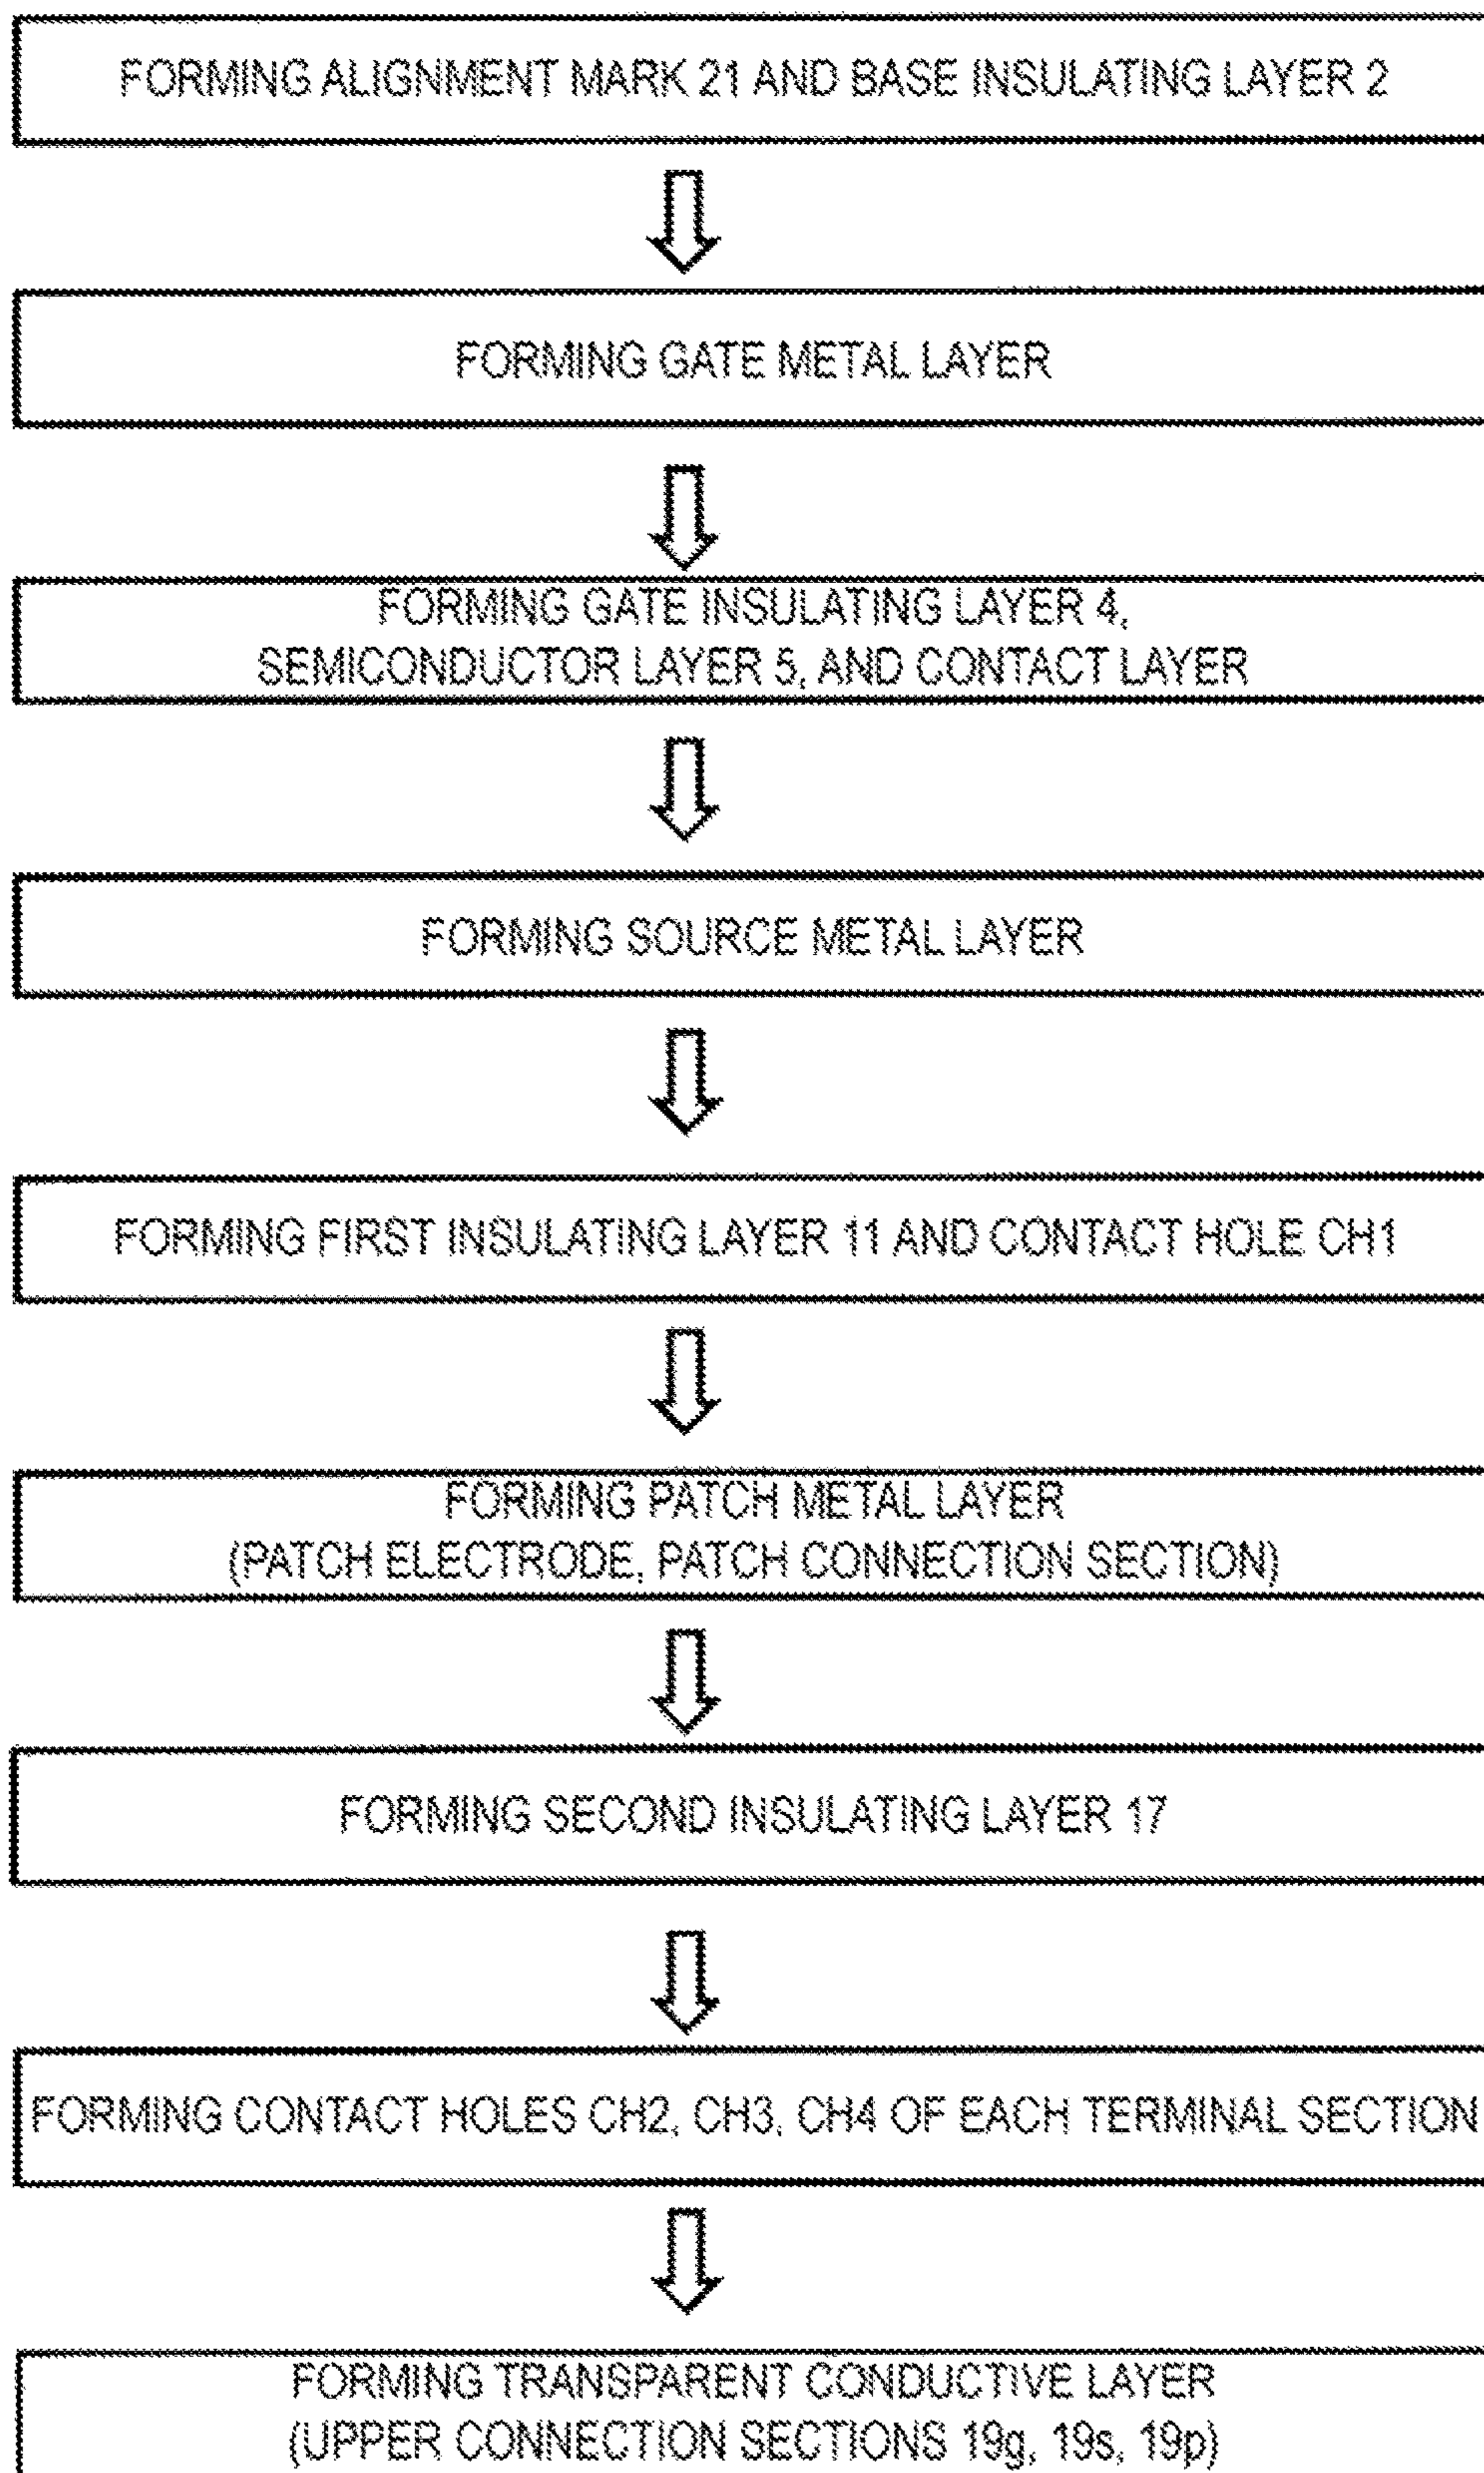 FORMING ALIGNMENT MARK 21 AND BASE INSULATING LAYER 2
FORMING GATE METAL LAYER
FORMING GATE INSULATING LAYER 4,
SEMICONDUCTOR LAYER 5, AND CONTACT LAYER
FORMING SOURCE METAL LAYER
FORMING FIRST INSULATING LAYER 11 AND CONTACT HOLE CH1
FORMING PATCH METAL LAYER
(PATCH ELECTRODE, PATCH CONNECTION SECTION)
FORMING SECOND INSULATING LAYER 17
FORMING CONTACT HOLES CH2, CH3, CH4 OF EACH TERMINAL SECTION
FORMING TRANSPARENT CONDUCTIVE LAYER
(UPPER CONNECTION SECTIONS 19g, 19s, 19p)